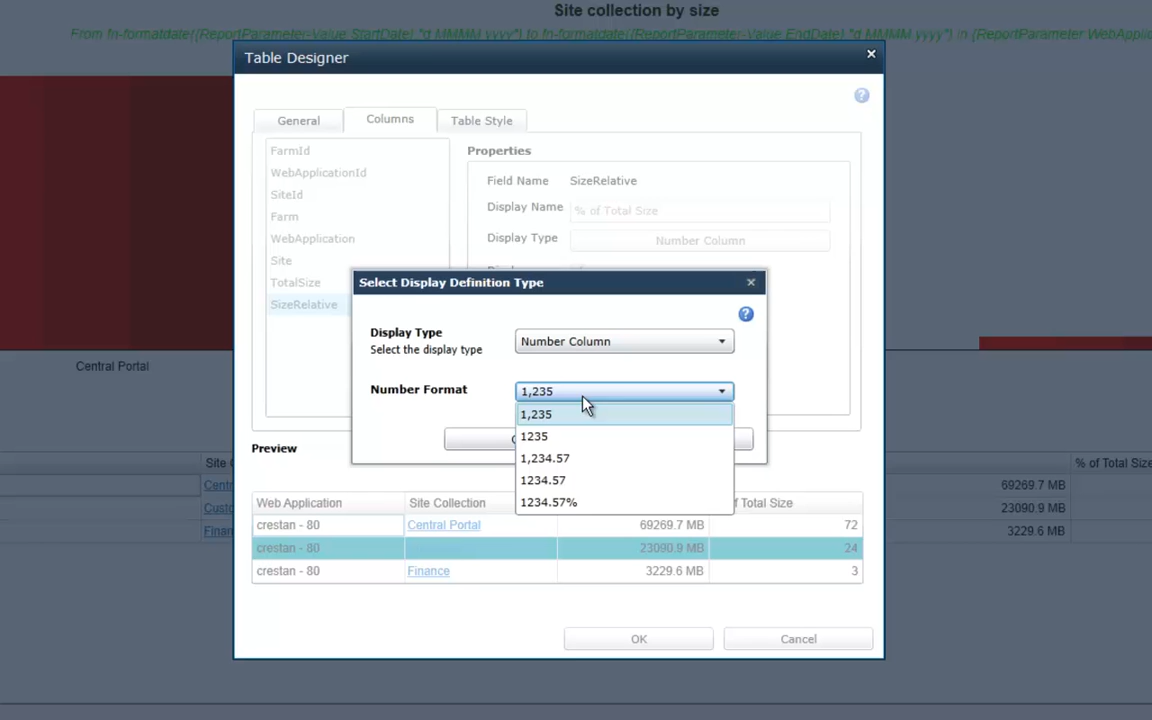 Site collection by size
From fn-formatdate((ReportParameter-Value StartDate) "d MMMM yyyy") to fn-formatdate((ReportParameter-Value EndDate) "d MMMM yyyy") in (ReportParameter WebApplic
Table Designer
General
Columns
Table Style
FarmId
WebApplicationId
SiteId
Farm
WebApplication
Site
TotalSize
SizeRelative
Properties
Field Name SizeRelative
Display Name % of Total Size
Display Type Number Column
Select Display Definition Type
Display Type
Select the display type
Number Column
Number Format
1,235
1,235
1235
1,234.57
1234.57
1234.57%
Central Portal
Preview
Site
% of Total Size
Centr
69269.7 MB
Custo
23090.9 MB
Finan
3229.6 MB
Web Application Site Collection f Total Size
crestan - 80 Central Portal 69269.7 MB 72
crestan - 80 23090.9 MB 24
crestan - 80 Finance 3229.6 MB 3
OK
Cancel